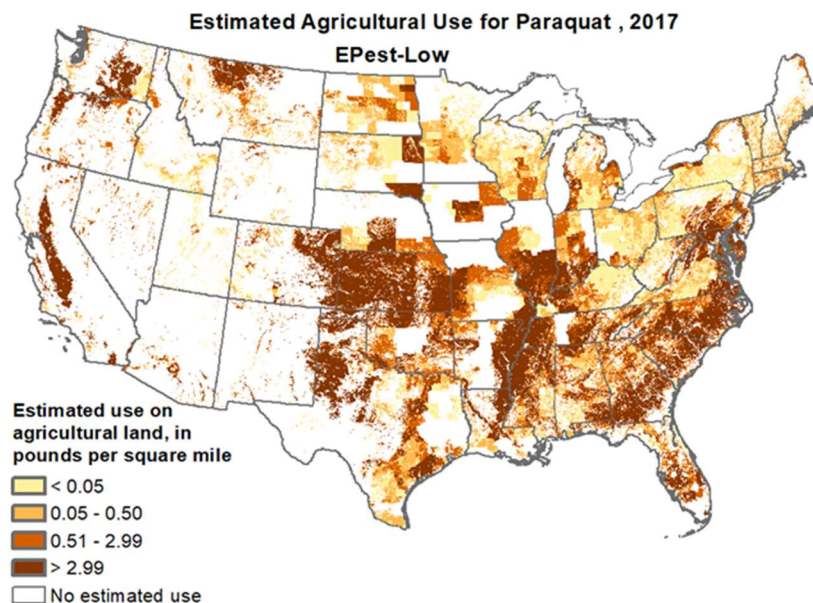 Estimated Agricultural Use for Paraquat , 2017
EPest-Low
Estimated use on
agricultural land, in
pounds per square mile
< 0.05
0.05 - 0.50
0.51 - 2.99
> 2.99
No estimated use